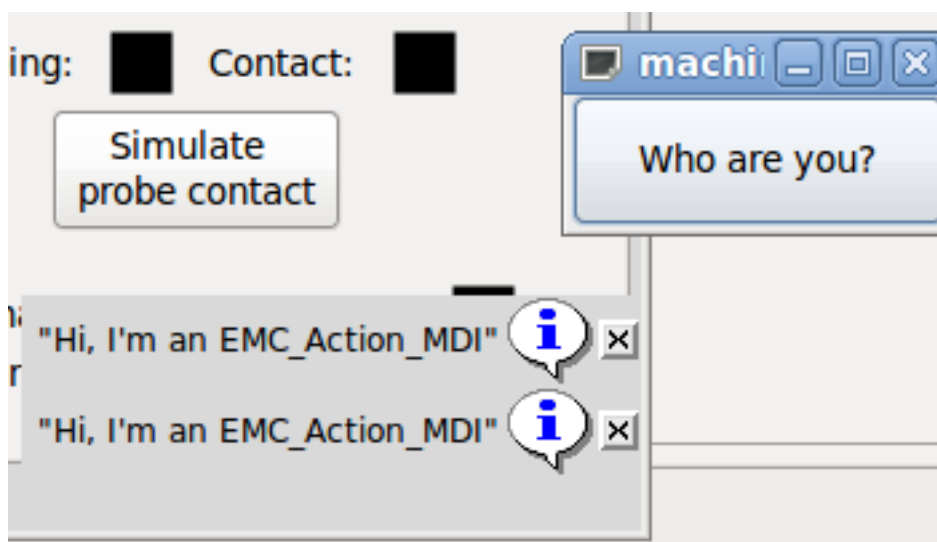 ing: Contact:
machi
Simulate
probe contact
Who are you?
"Hi, I'm an EMC_Action_MDI"
"Hi, I'm an EMC_Action_MDI"